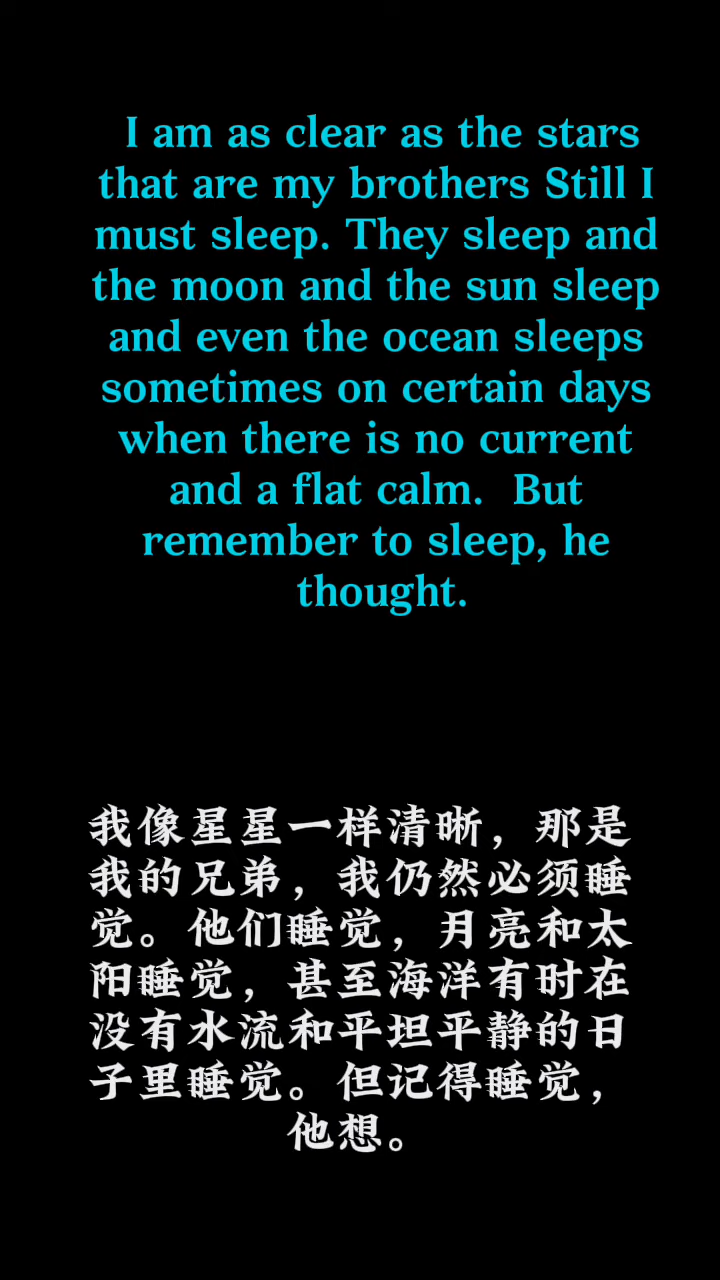 I am as clear as the stars
that are my brothers Still I
must sleep. They sleep and
the moon and the sun sleep
and even the ocean sleeps
sometimes on certain days
when there is no current
and a flat calm.  But
remember to sleep, he
thought.
我像星星一样清晰，那是
我的兄弟，我仍然必须睡
觉。他们睡觉，月亮和太
阳睡觉，甚至海洋有时在
没有水流和平坦平静的日
子里睡觉。但记得睡觉，
他想。